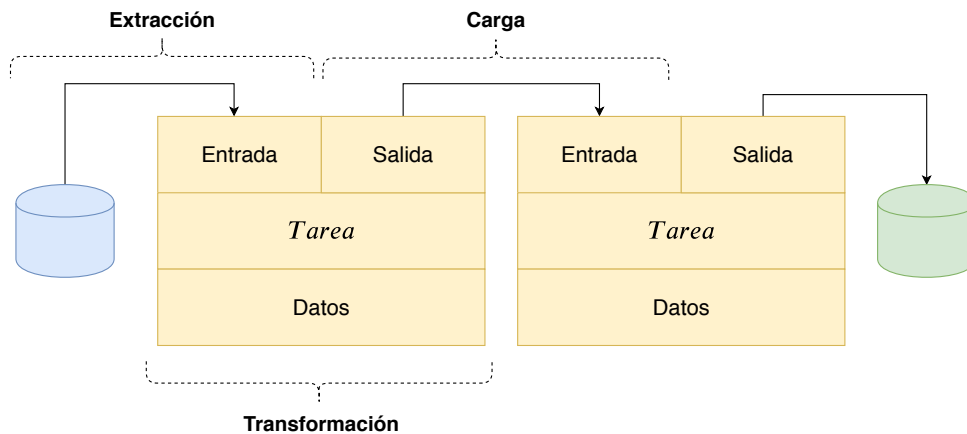 Extracción
Carga
Entrada
Salida
Entrada
Salida
Tarea
Tarea
Datos
Datos
Transformación